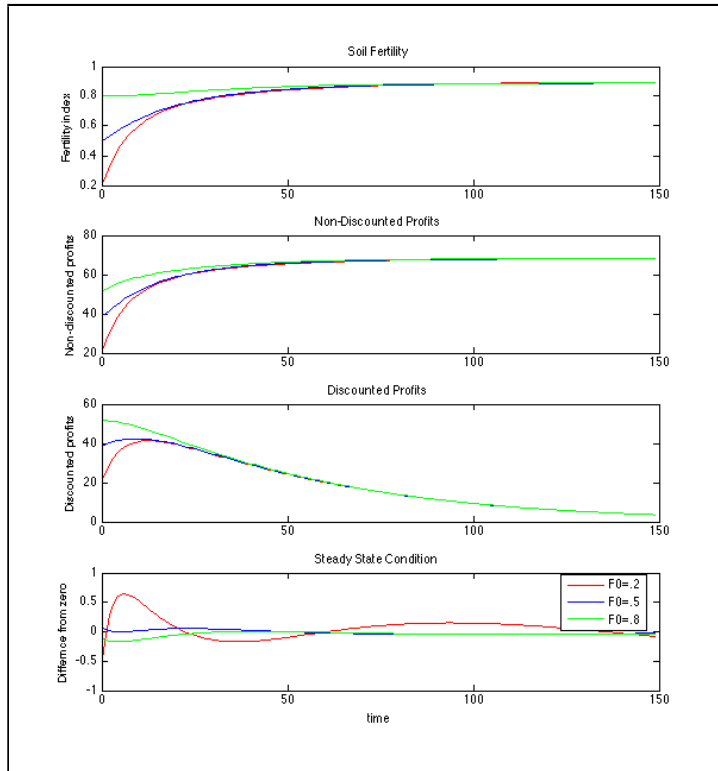 Soil Fertility
Fertility index
1
0.8
0.6
0.4
0.2
0
50
100
150
Non-Discounted Profits
Non-discounted profits
80
60
40
20
0
50
100
150
Discounted Profits
Discounted profits
60
40
20
0
0
50
100
150
Steady State Condition
Differnce from zero
1
0.5
0
-0.5
-1
0
50
100
150
F0=.2
F0=.5
F0=.8
time